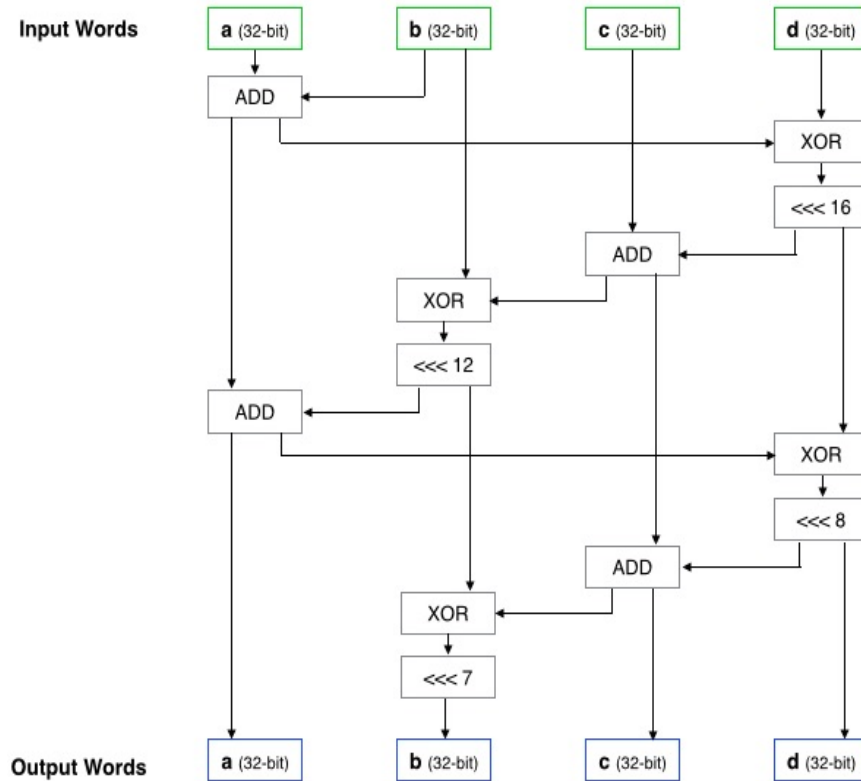 Input Words
a (32-bit)
b (32-bit)
c (32-bit)
d (32-bit)
ADD
XOR
<<< 16
ADD
XOR
<<< 12
ADD
XOR
<<< 8
ADD
XOR
<<< 7
Output Words
a (32-bit)
b (32-bit)
c (32-bit)
d (32-bit)